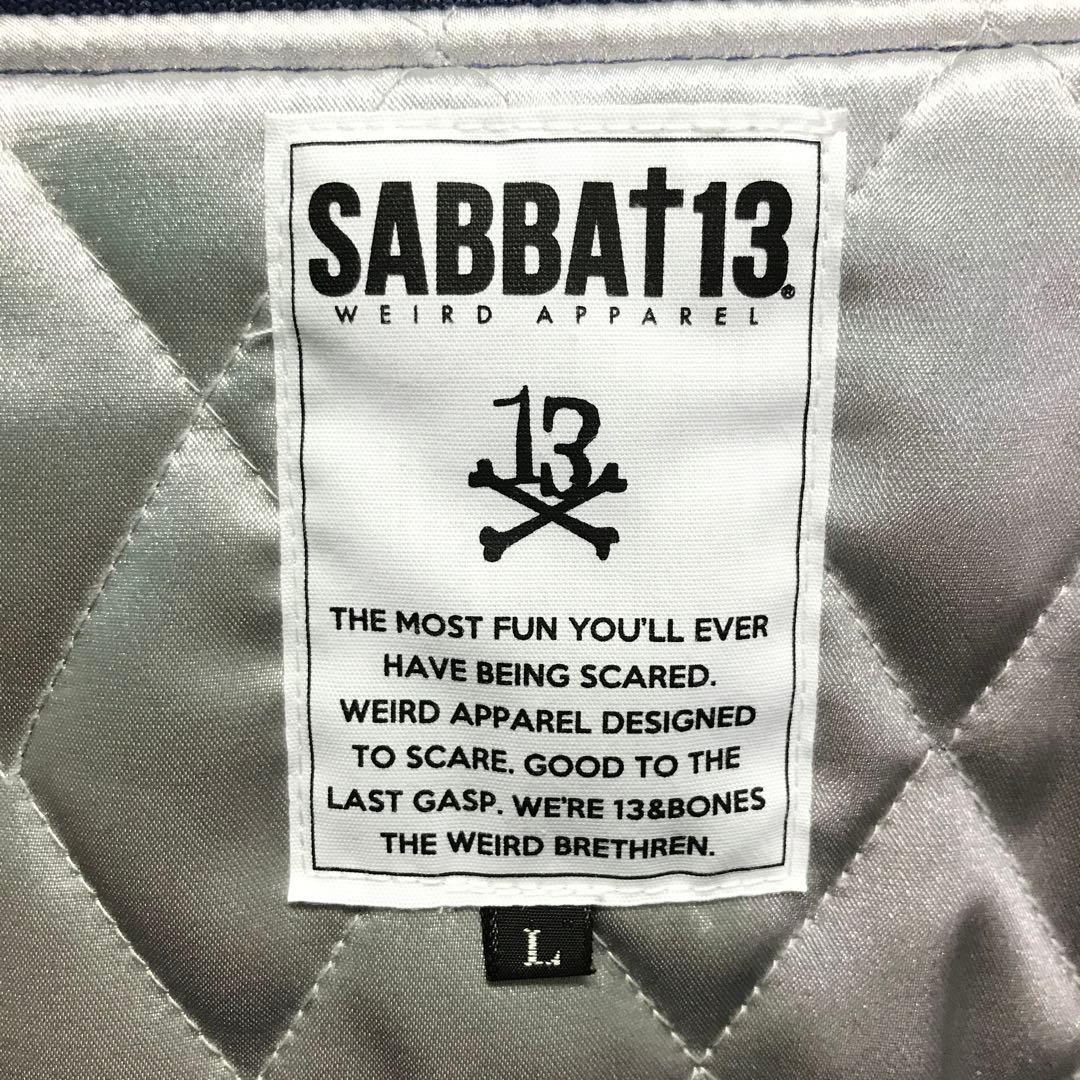 SABBAT13®
WEIRD APPAREL
13
THE MOST FUN YOU'LL EVER
HAVE BEING SCARED.
WEIRD APPAREL DESIGNED
TO SCARE. GOOD TO THE
LAST GASP. WE'RE 13&BONES
THE WEIRD BRETHREN.
L